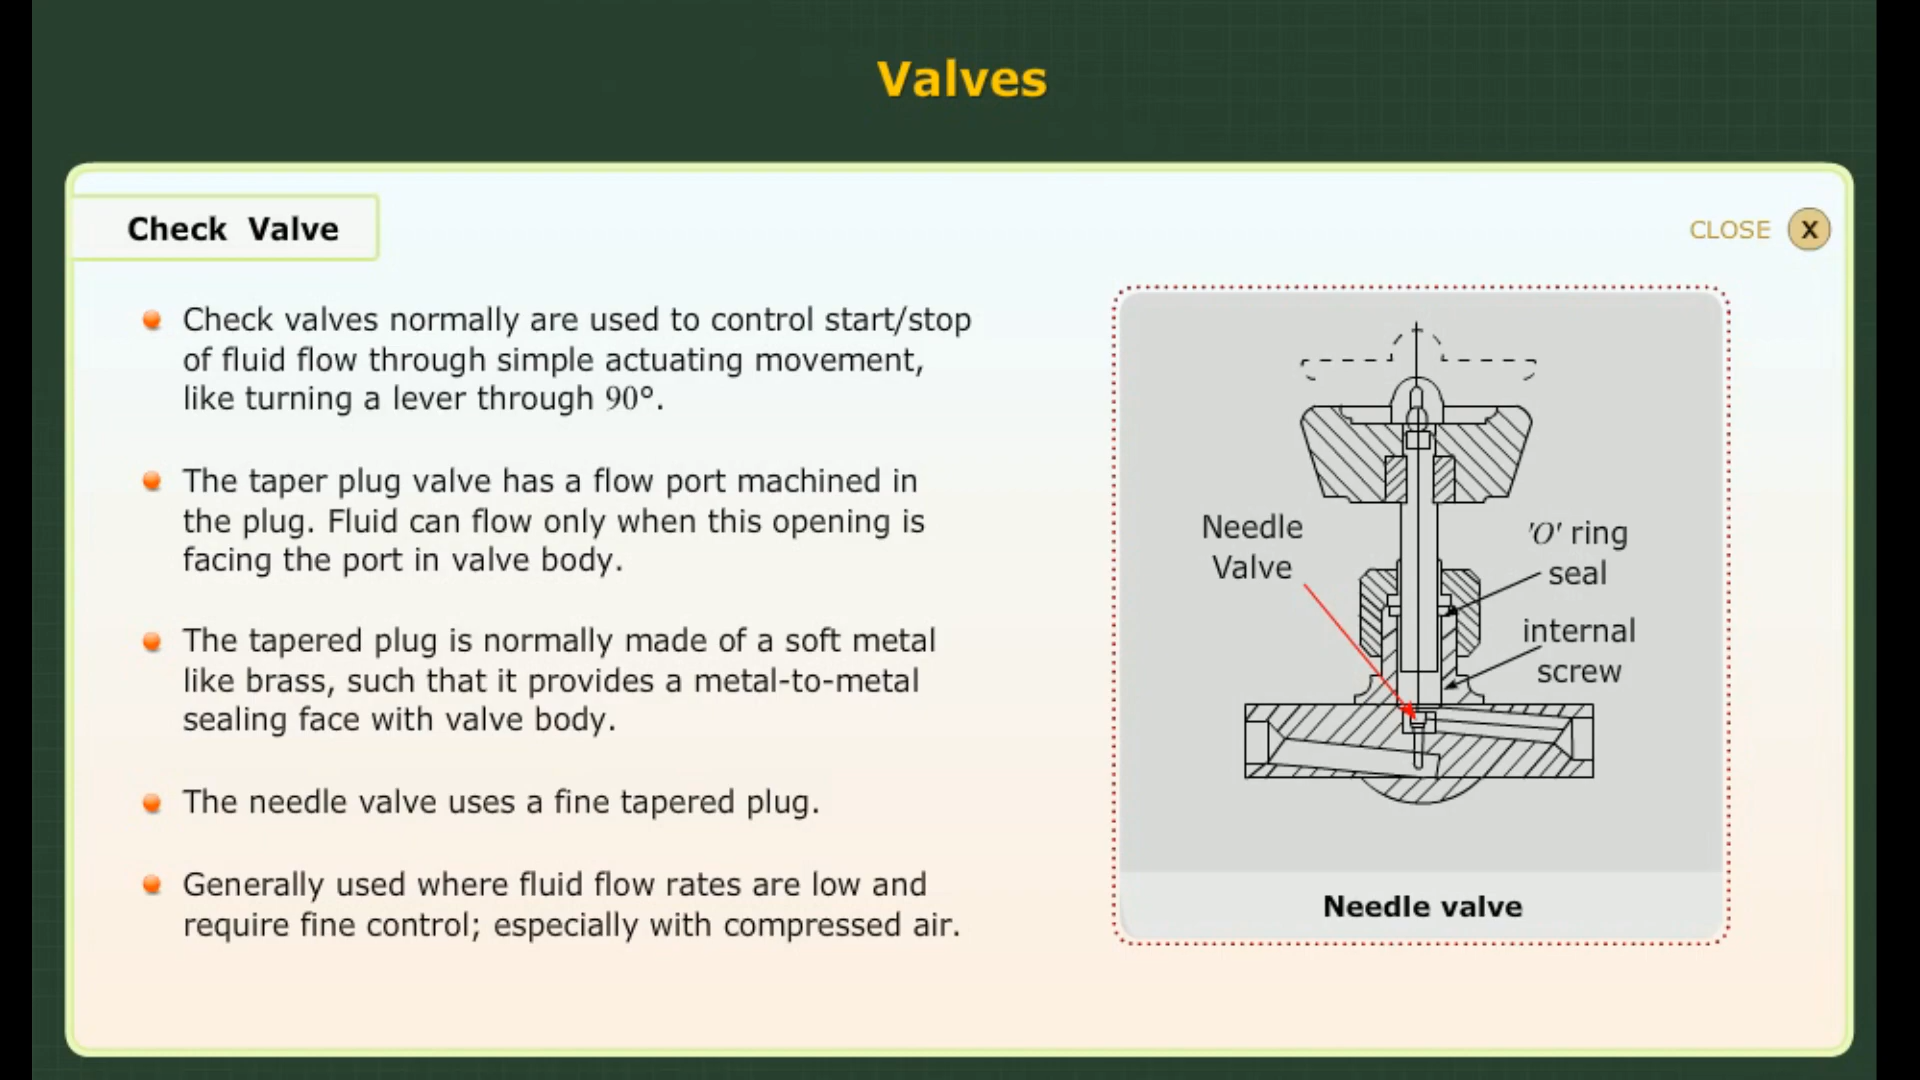 Valves
Check Valve
CLOSE X
Check valves normally are used to control start/stop
of fluid flow through simple actuating movement,
like turning a lever through 90°.
The taper plug valve has a flow port machined in
the plug. Fluid can flow only when this opening is
facing the port in valve body.
The tapered plug is normally made of a soft metal
like brass, such that it provides a metal-to-metal
sealing face with valve body.
The needle valve uses a fine tapered plug.
Generally used where fluid flow rates are low and
require fine control; especially with compressed air.
Needle
Valve
'O' ring
seal
internal
screw
Needle valve